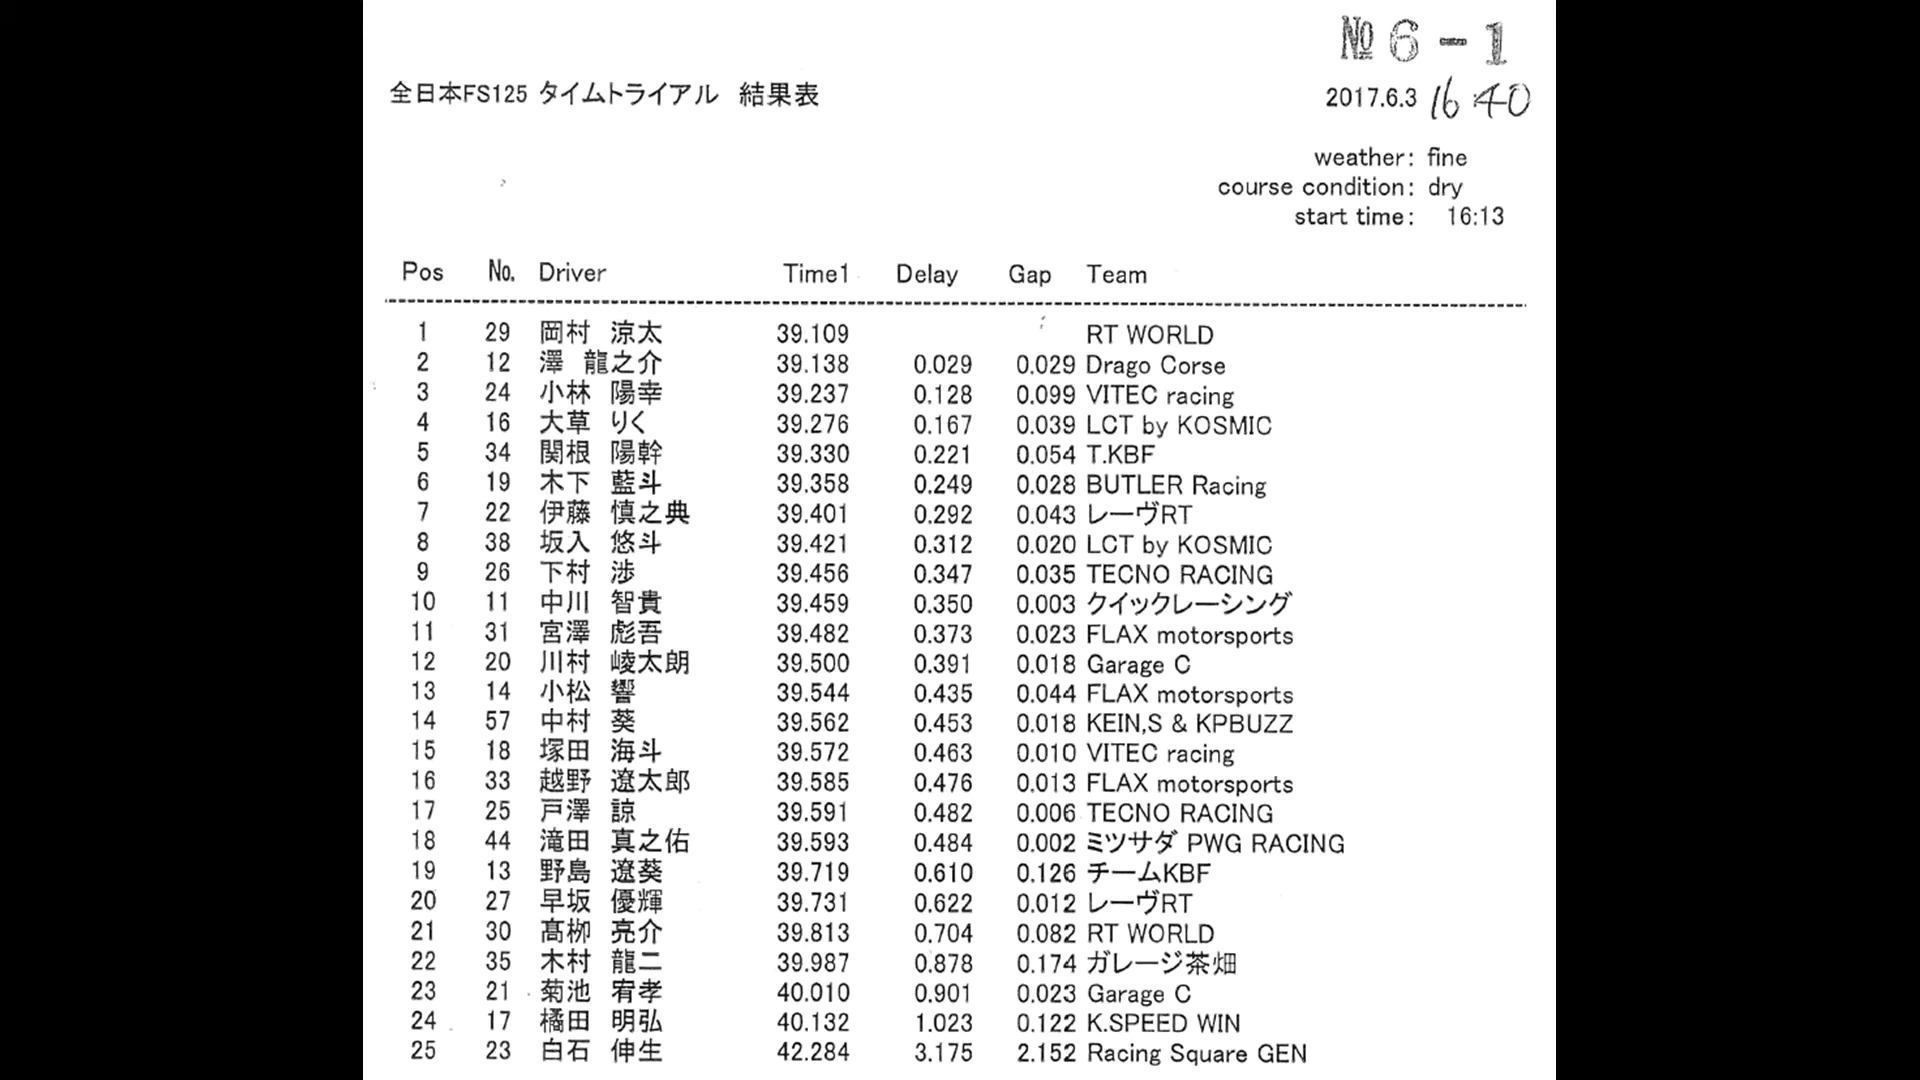 № 6 - 1
全日本FS125 タイムトライアル 結果表 2017.6.3 16:40
weather: fine
course condition: dry
start time: 16:13
Pos No. Driver Time1 Delay Gap Team
1 29 岡村 涼太 39.109 RT WORLD
2 12 澤 龍之介 39.138 0.029 0.029 Drago Corse
3 24 小林 陽幸 39.237 0.128 0.099 VITEC racing
4 16 大草 りく 39.276 0.167 0.039 LCT by KOSMIC
5 34 関根 陽幹 39.330 0.221 0.054 T.KBF
6 19 木下 藍斗 39.358 0.249 0.028 BUTLER Racing
7 22 伊藤 慎之典 39.401 0.292 0.043 レーヴRT
8 38 坂入 悠斗 39.421 0.312 0.020 LCT by KOSMIC
9 26 下村 渉 39.456 0.347 0.035 TECNO RACING
10 11 中川 智貴 39.459 0.350 0.003 クイックレーシング
11 31 宮澤 彪吾 39.482 0.373 0.023 FLAX motorsports
12 20 川村 崚太朗 39.500 0.391 0.018 Garage C
13 14 小松 響 39.544 0.435 0.044 FLAX motorsports
14 57 中村 葵 39.562 0.453 0.018 KEIN,S & KPBUZZ
15 18 塚田 海斗 39.572 0.463 0.010 VITEC racing
16 33 越野 遼太郎 39.585 0.476 0.013 FLAX motorsports
17 25 戸澤 諒 39.591 0.482 0.006 TECNO RACING
18 44 滝田 真之佑 39.593 0.484 0.002 ミツサダ PWG RACING
19 13 野島 遼葵 39.719 0.610 0.126 チームKBF
20 27 早坂 優輝 39.731 0.622 0.012 レーヴRT
21 30 髙栁 亮介 39.813 0.704 0.082 RT WORLD
22 35 木村 龍二 39.987 0.878 0.174 ガレージ茶畑
23 21 菊池 宥孝 40.010 0.901 0.023 Garage C
24 17 橘田 明弘 40.132 1.023 0.122 K.SPEED WIN
25 23 白石 伸生 42.284 3.175 2.152 Racing Square GEN